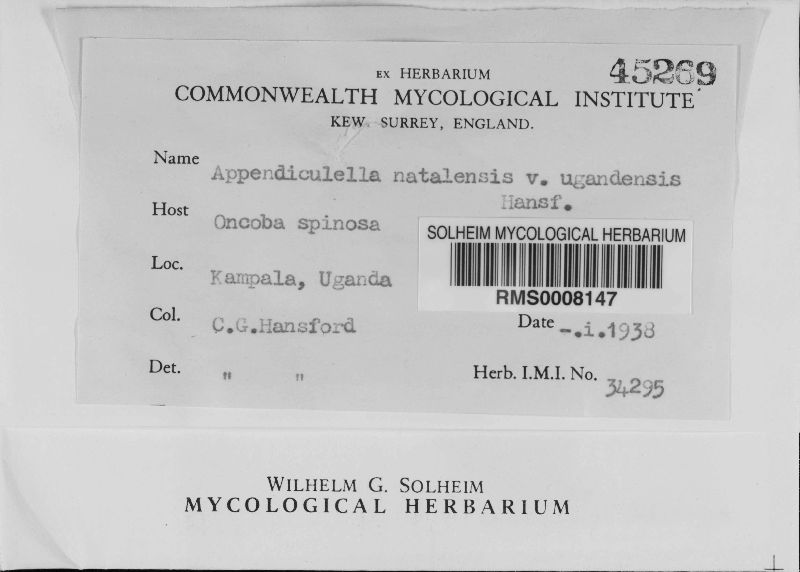 EX HERBARIUM 45269
COMMONWEALTH MYCOLOGICAL INSTITUTE
KEW. SURREY, ENGLAND.
Name Appendiculella natalensis v. ugandensis
Hansf.
Host Oncoba spinosa
SOLHEIM MYCOLOGICAL HERBARIUM
RMS0008147
Loc. Kampala, Uganda
Col. C.G.Hansford Date -.i.1938
Det. " " Herb. I.M.I. No. 34295
WILHELM G. SOLHEIM
MYCOLOGICAL HERBARIUM